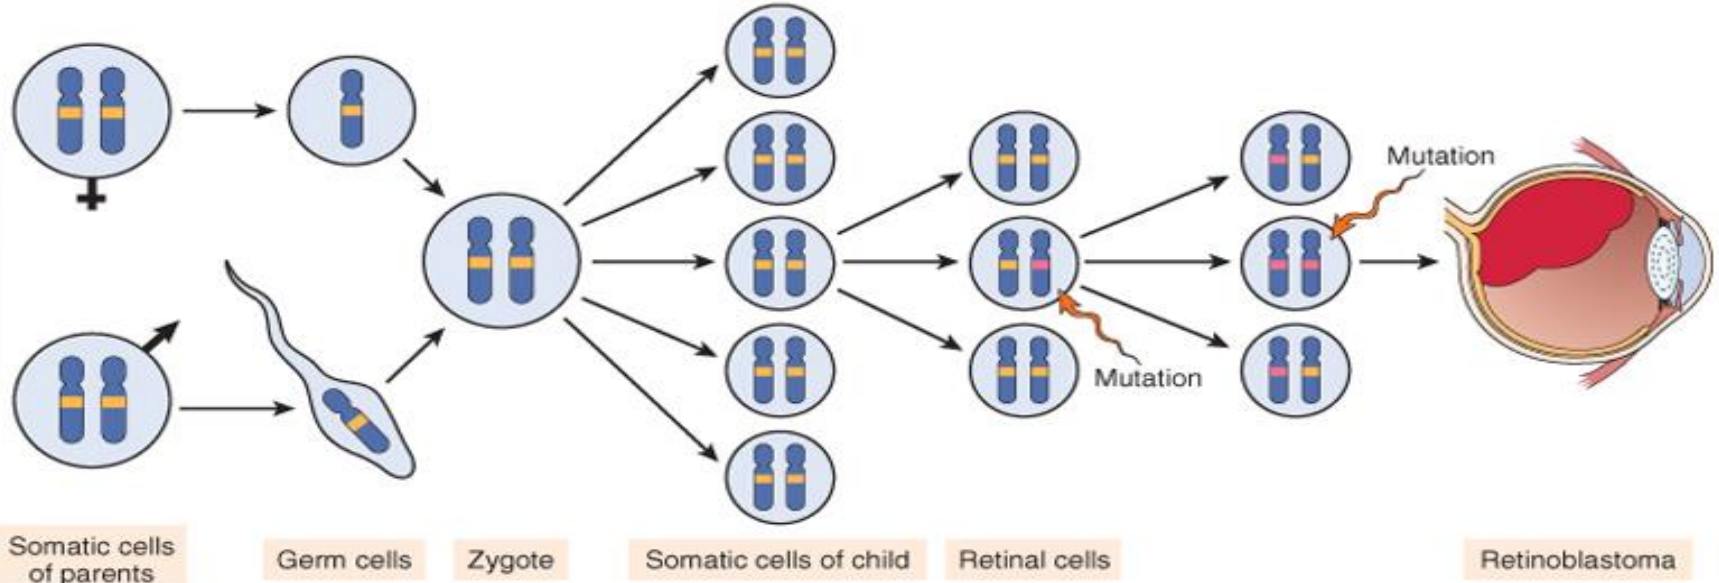 Mutation
Mutation
Somatic cells
of parents
Germ cells
Zygote
Somatic cells of child
Retinal cells
Retinoblastoma